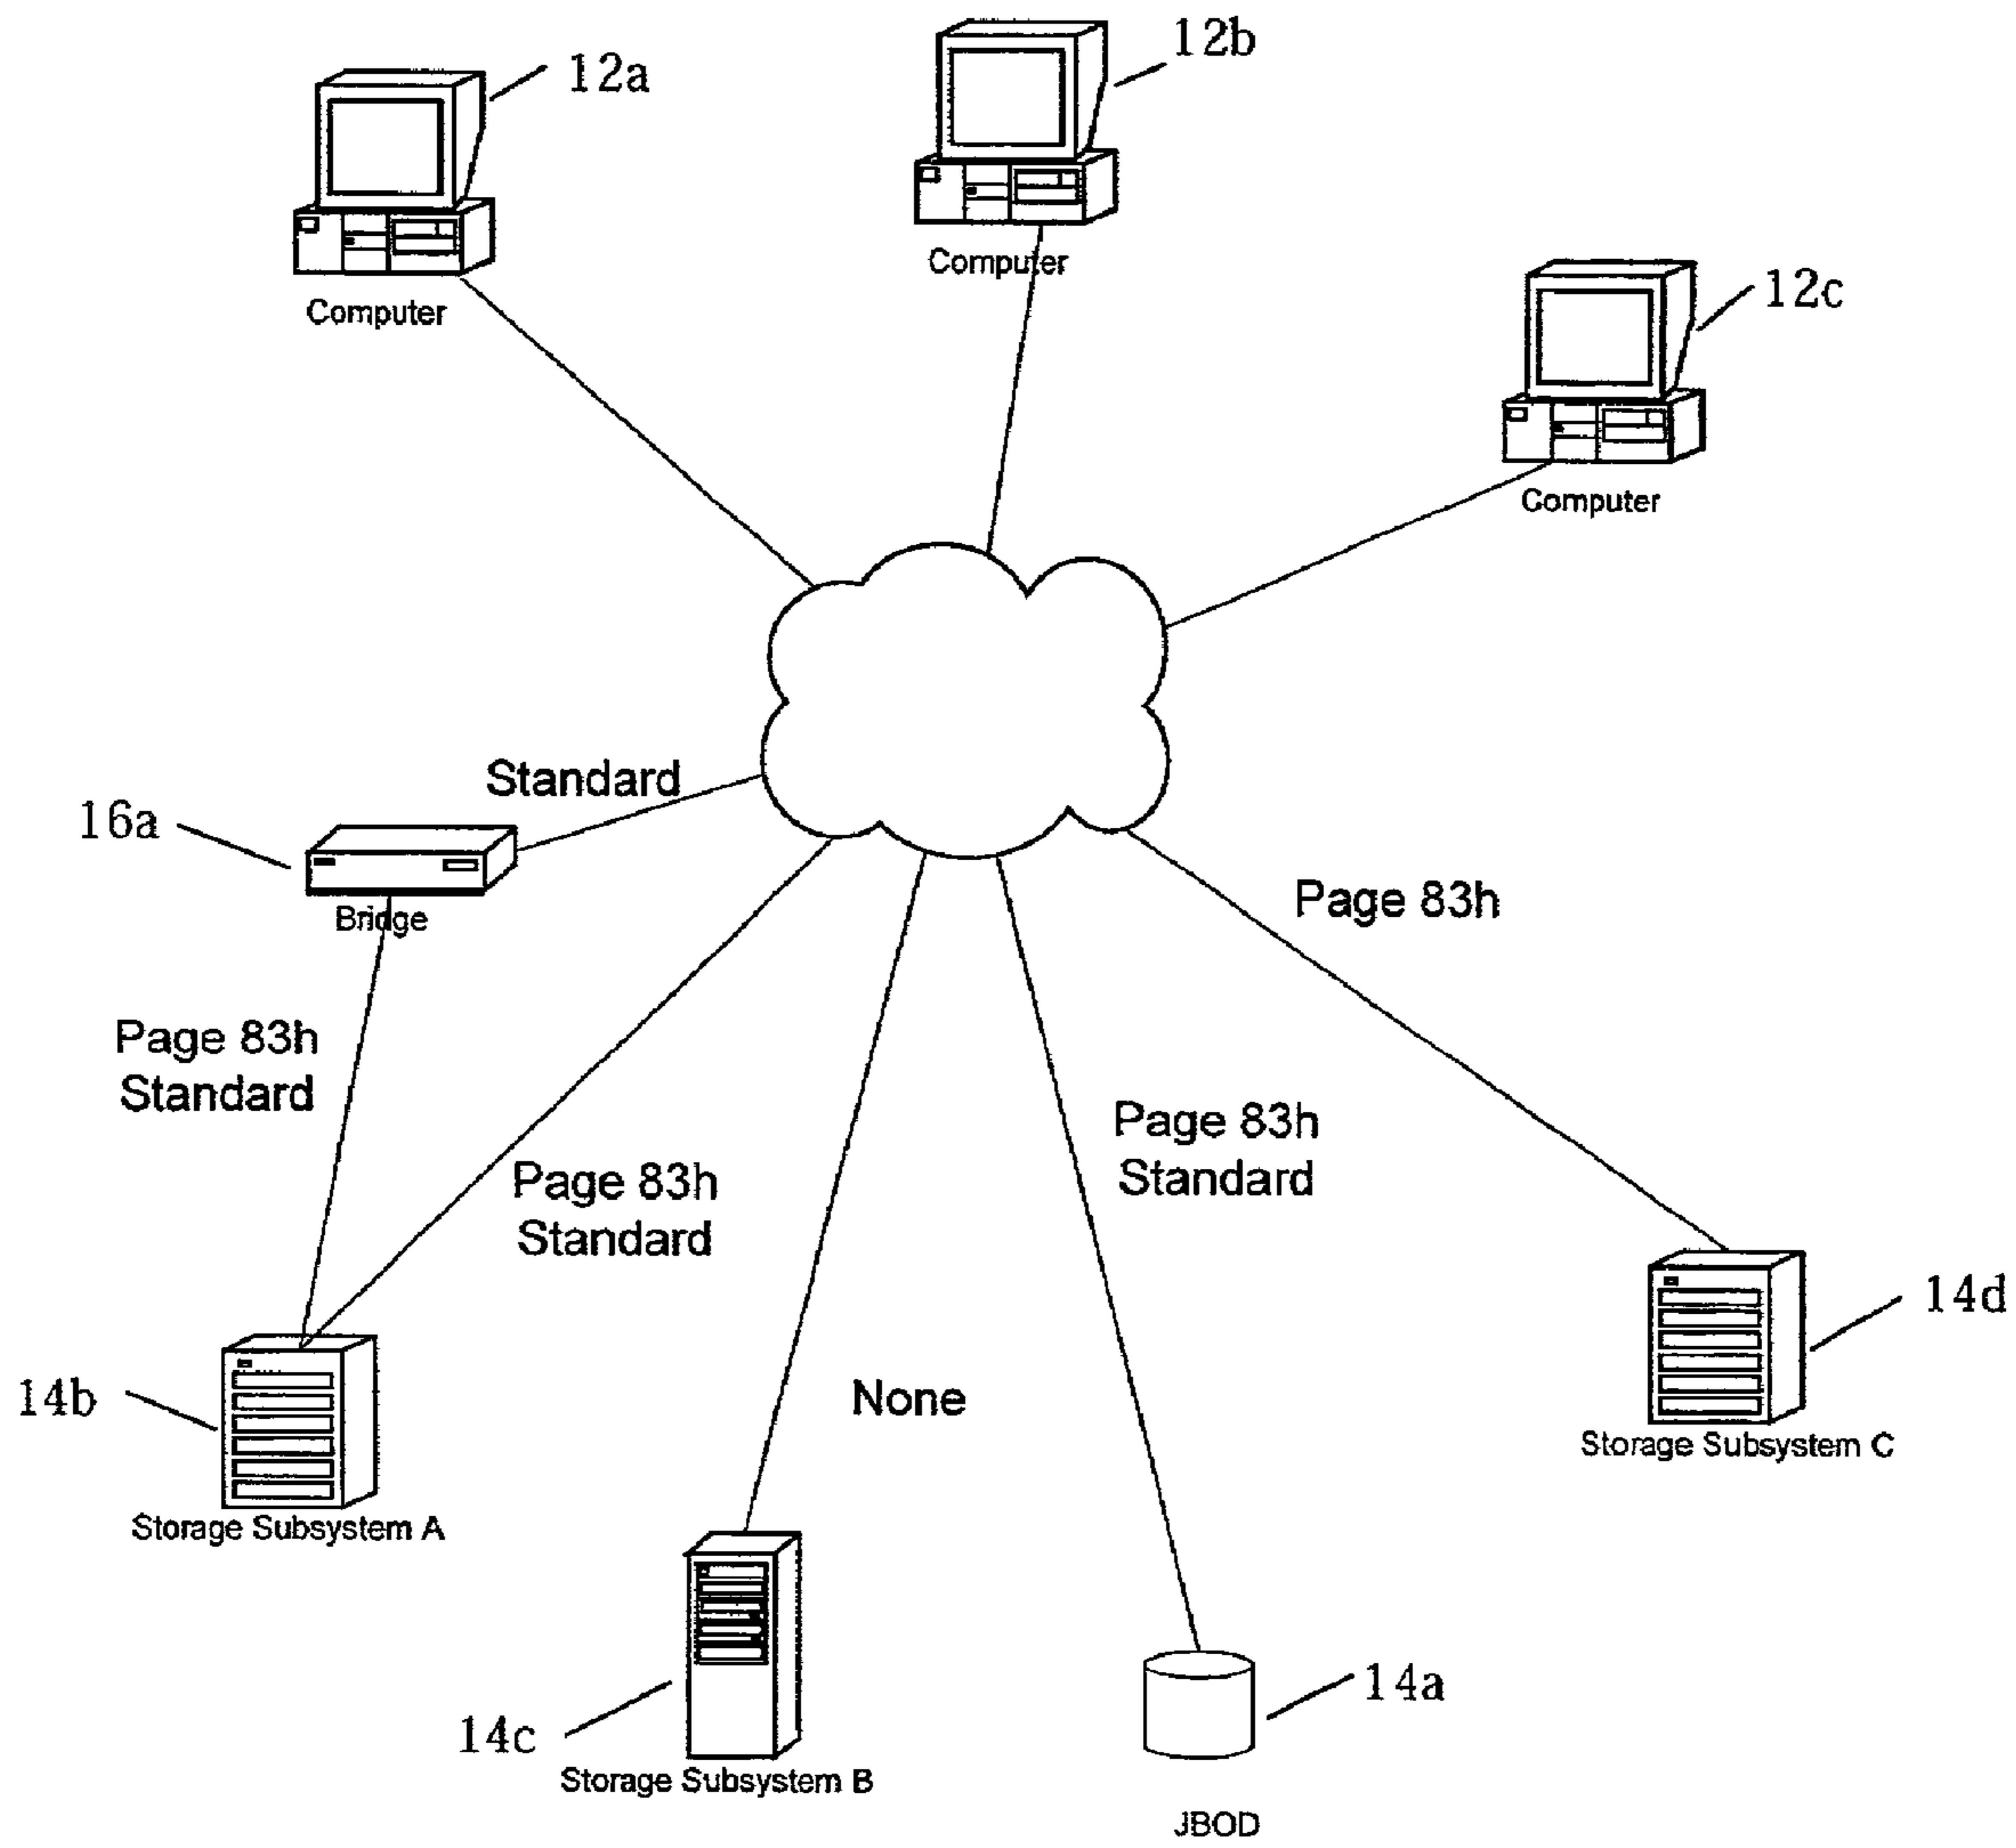 12a
12b
Computer
Computer
12c
Computer
Standard
16a
Bridge
Page 83h
Page 83h
Standard
Page 83h
Standard
Page 83h
Standard
14d
14b
None
Storage Subsystem C
Storage Subsystem A
14a
14c
Storage Subsystem B
JBOD